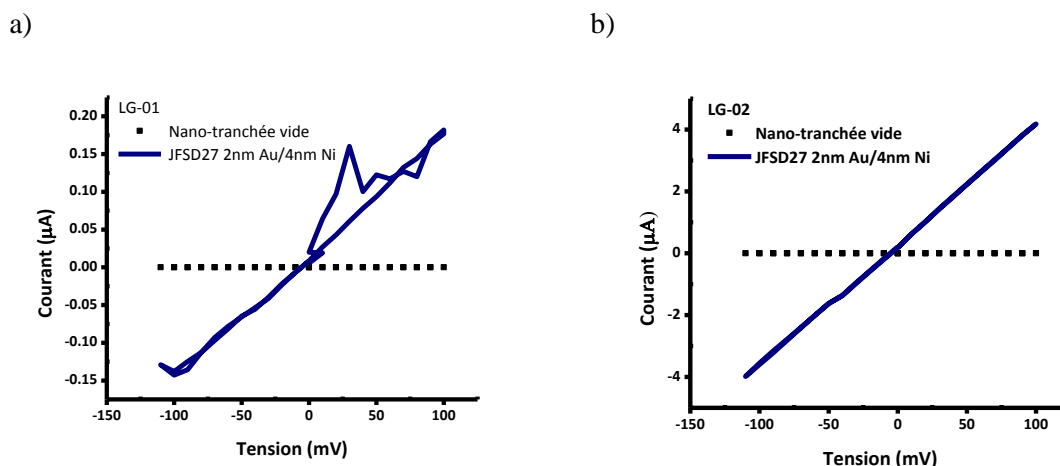 a)
LG-01
Nano-tranchée vide
JFSD27 2nm Au/4nm Ni
0.20
0.15
0.10
0.05
0.00
-0.05
-0.10
-0.15
Courant (µA)
-150 -100 -50 0 50 100
Tension (mV)
b)
LG-02
Nano-tranchée vide
JFSD27 2nm Au/4nm Ni
4
2
0
-2
-4
Courant (µA)
-150 -100 -50 0 50 100
Tension (mV)